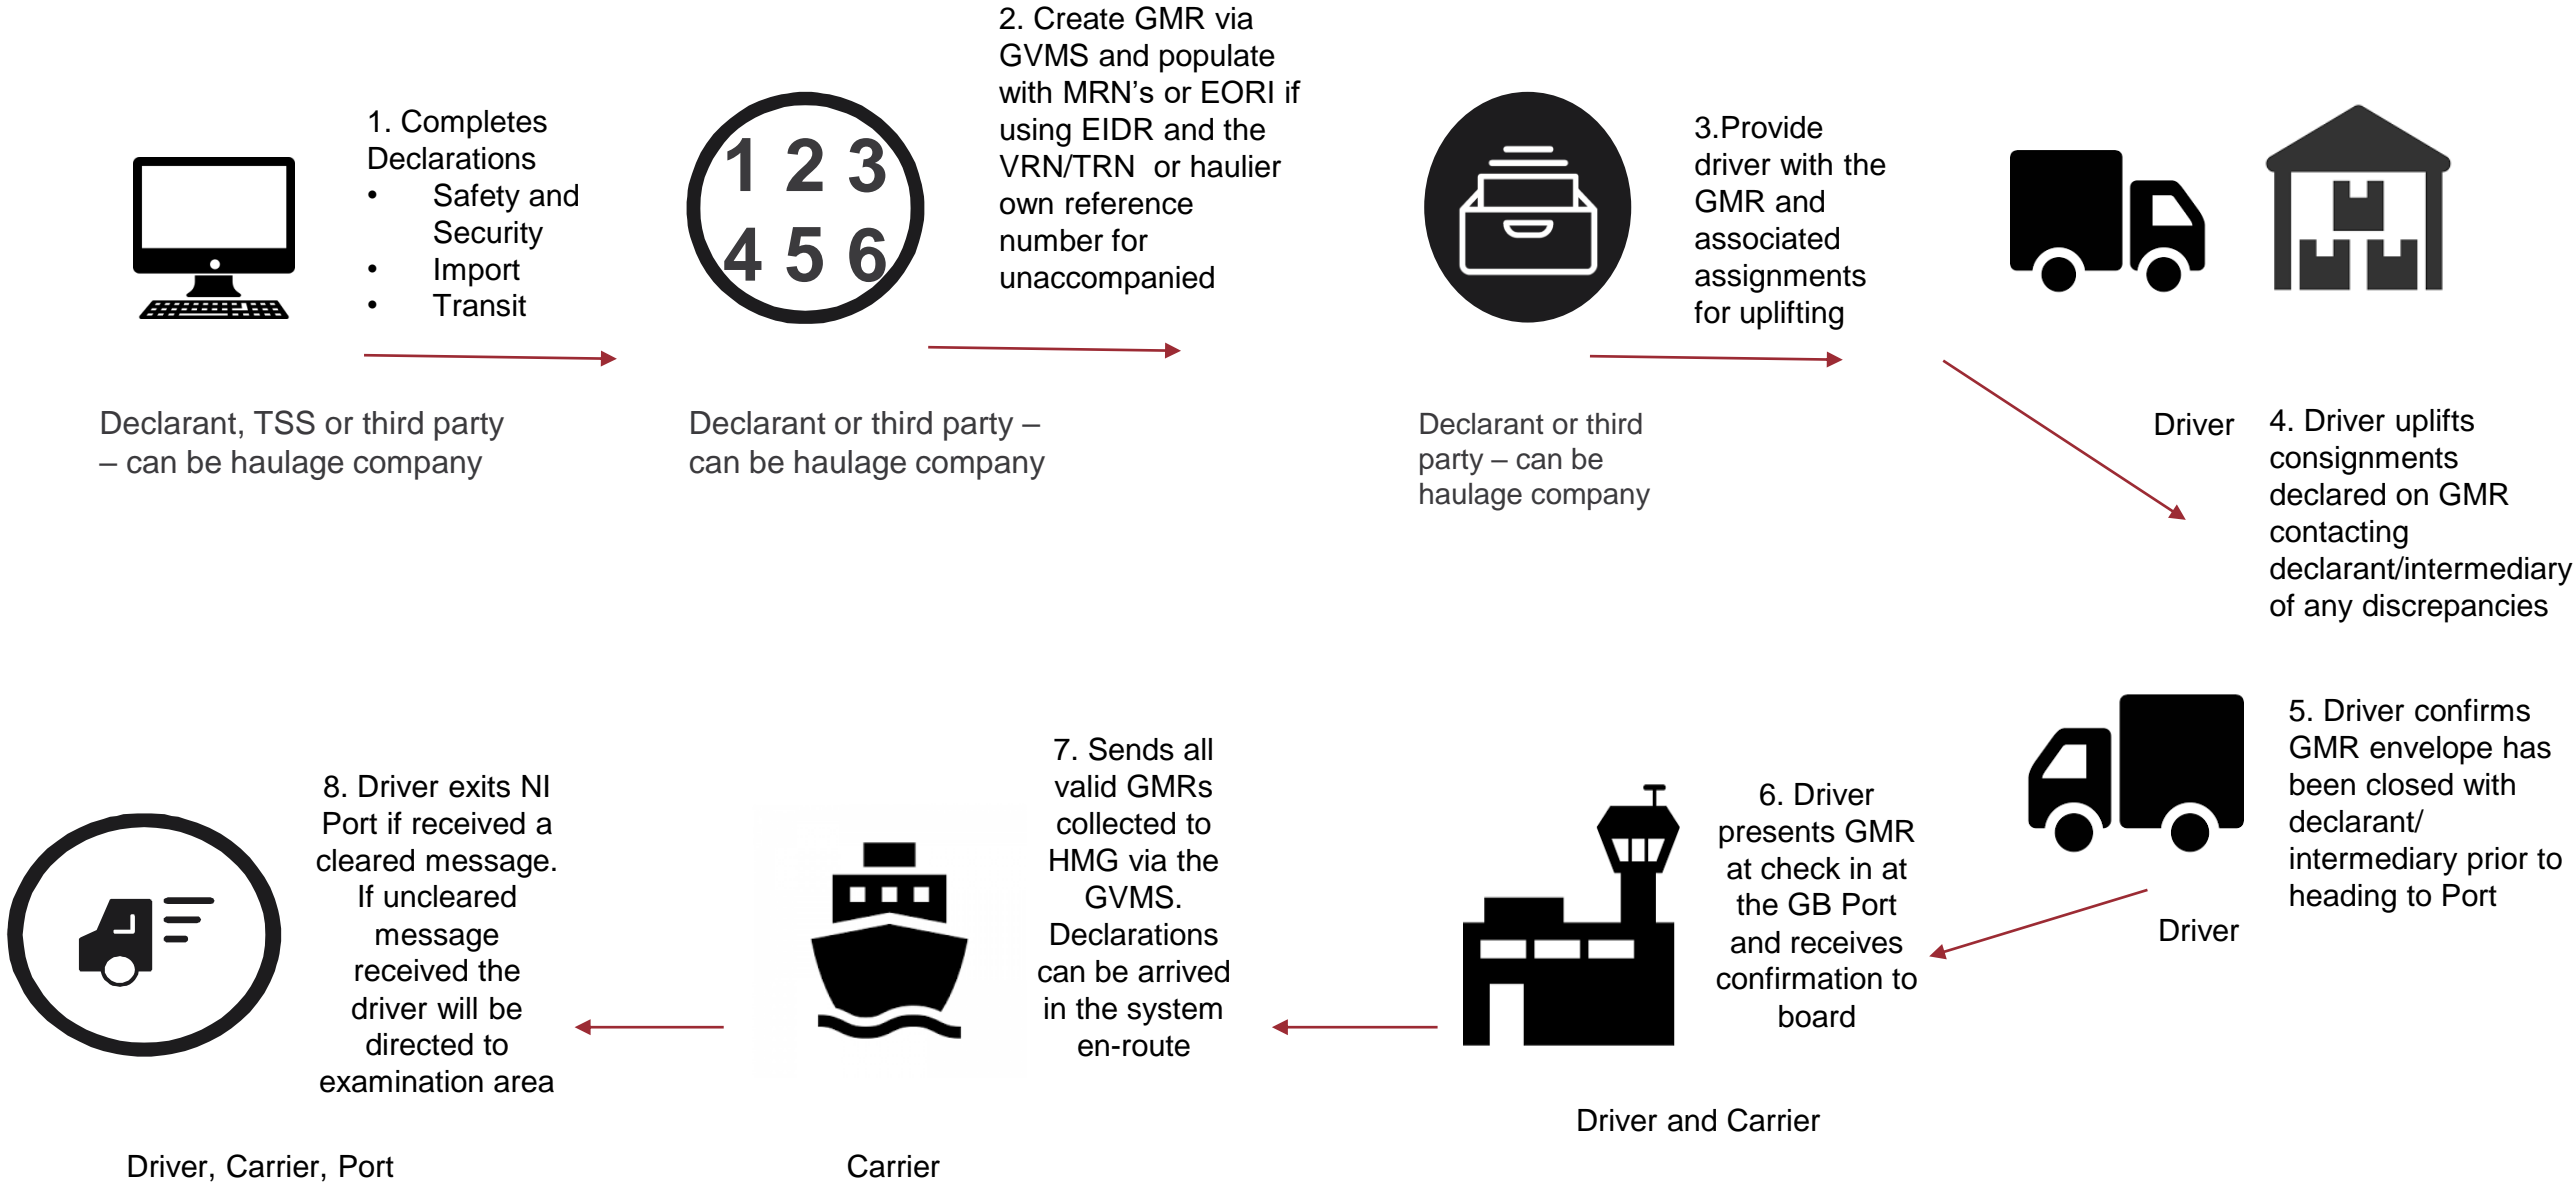 1. Completes
Declarations
• Safety and
Security
• Import
• Transit
Declarant, TSS or third party
– can be haulage company
1 2 3
4 5 6
2. Create GMR via
GVMS and populate
with MRN's or EORI if
using EIDR and the
VRN/TRN or haulier
own reference
number for
unaccompanied
Declarant or third party –
can be haulage company
3.Provide
driver with the
GMR and
associated
assignments
for uplifting
Declarant or third
party – can be
haulage company
Driver
4. Driver uplifts
consignments
declared on GMR
contacting
declarant/intermediary
of any discrepancies
5. Driver confirms
GMR envelope has
been closed with
declarant/
intermediary prior to
heading to Port
Driver
6. Driver
presents GMR
at check in at
the GB Port
and receives
confirmation to
board
Driver and Carrier
7. Sends all
valid GMRs
collected to
HMG via the
GVMS.
Declarations
can be arrived
in the system
en-route
Carrier
8. Driver exits NI
Port if received a
cleared message.
If uncleared
message
received the
driver will be
directed to
examination area
Driver, Carrier, Port